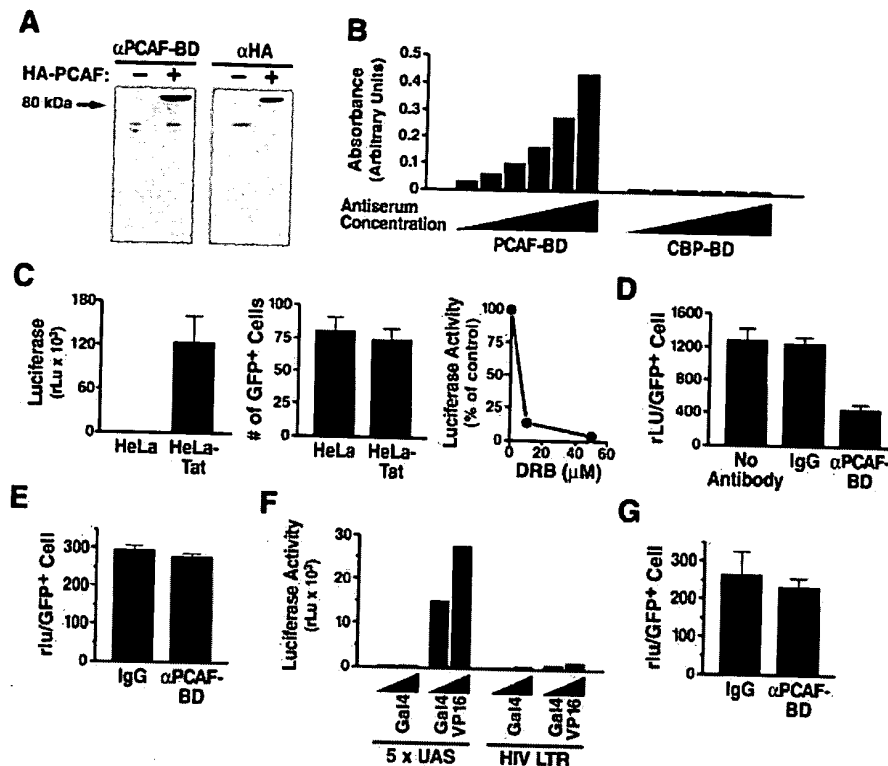 A
αPCAF-BD αHA
HA-PCAF: – + – +
80 kDa
B
Absorbance
(Arbitrary Units)
0.5
0.4
0.3
0.2
0.1
0
Antiserum
Concentration
PCAF-BD CBP-BD
C
Luciferase
(rLu x 10³)
180
120
60
0
HeLa HeLa-
Tat
# of GFP+ Cells
100
75
50
25
0
HeLa HeLa-
Tat
Luciferase Activity
(% of control)
100
75
50
25
0
0 20 40 60
DRB (μM)
D
rLU/GFP+ Cell
1600
1200
800
400
0
No
Antibody
IgG
αPCAF-
BD
E
rlu/GFP+ Cell
300
200
100
0
IgG αPCAF-
BD
F
Luciferase Activity
(rLu x 10³)
30
20
10
0
Gal4
Gal4
VP16
Gal4
Gal4
VP16
5 x UAS HIV LTR
G
rlu/GFP+ Cell
300
200
100
0
IgG αPCAF-
BD